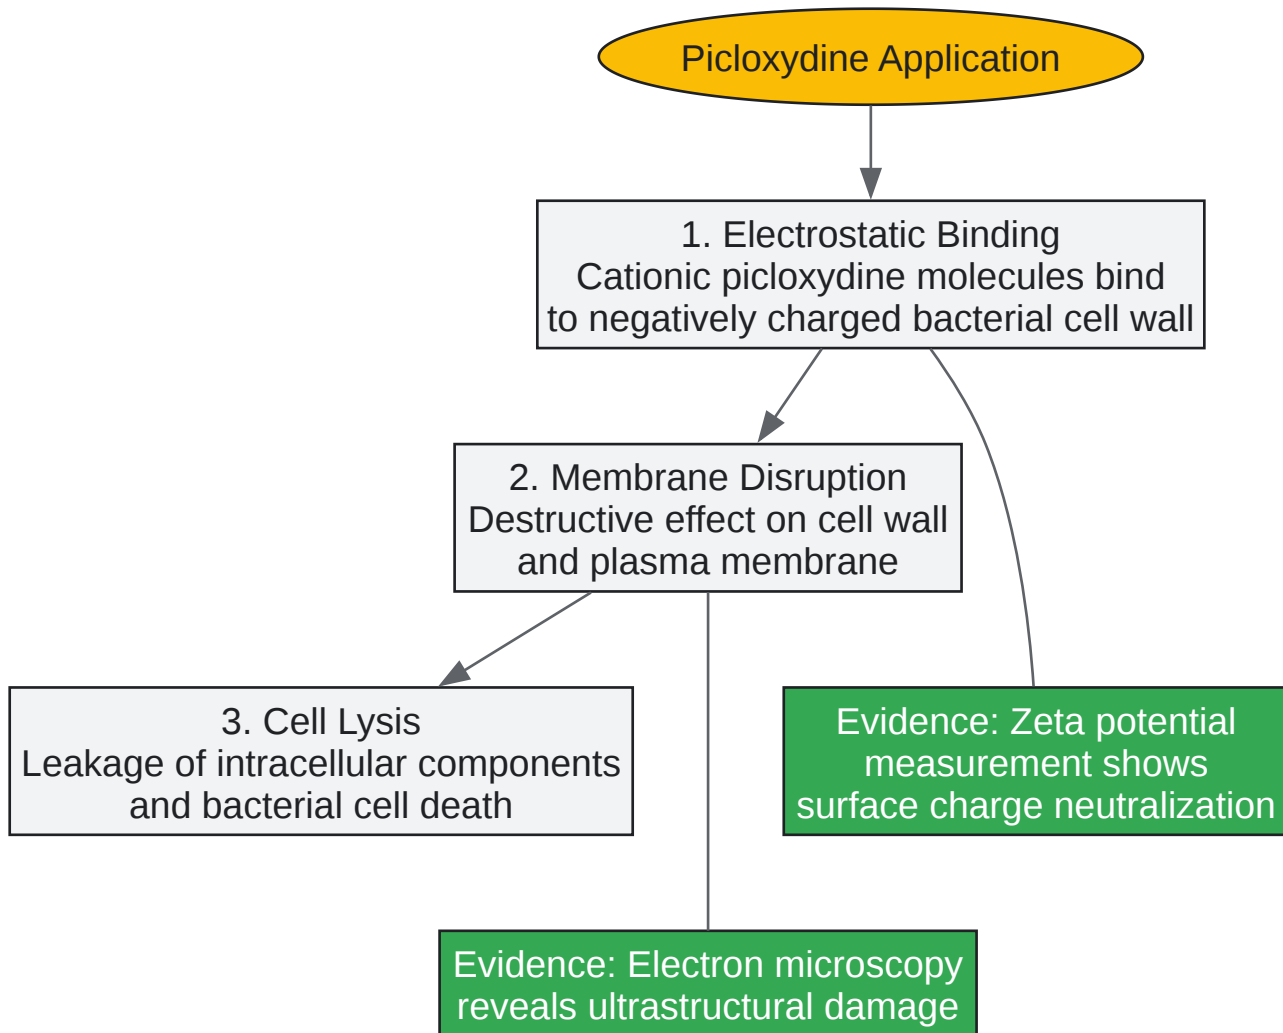 Picloxydine Application
1. Electrostatic Binding
Cationic picloxydine molecules bind
to negatively charged bacterial cell wall
2. Membrane Disruption
Destructive effect on cell wall
and plasma membrane
3. Cell Lysis
Leakage of intracellular components
and bacterial cell death
Evidence: Zeta potential
measurement shows
surface charge neutralization
Evidence: Electron microscopy
reveals ultrastructural damage